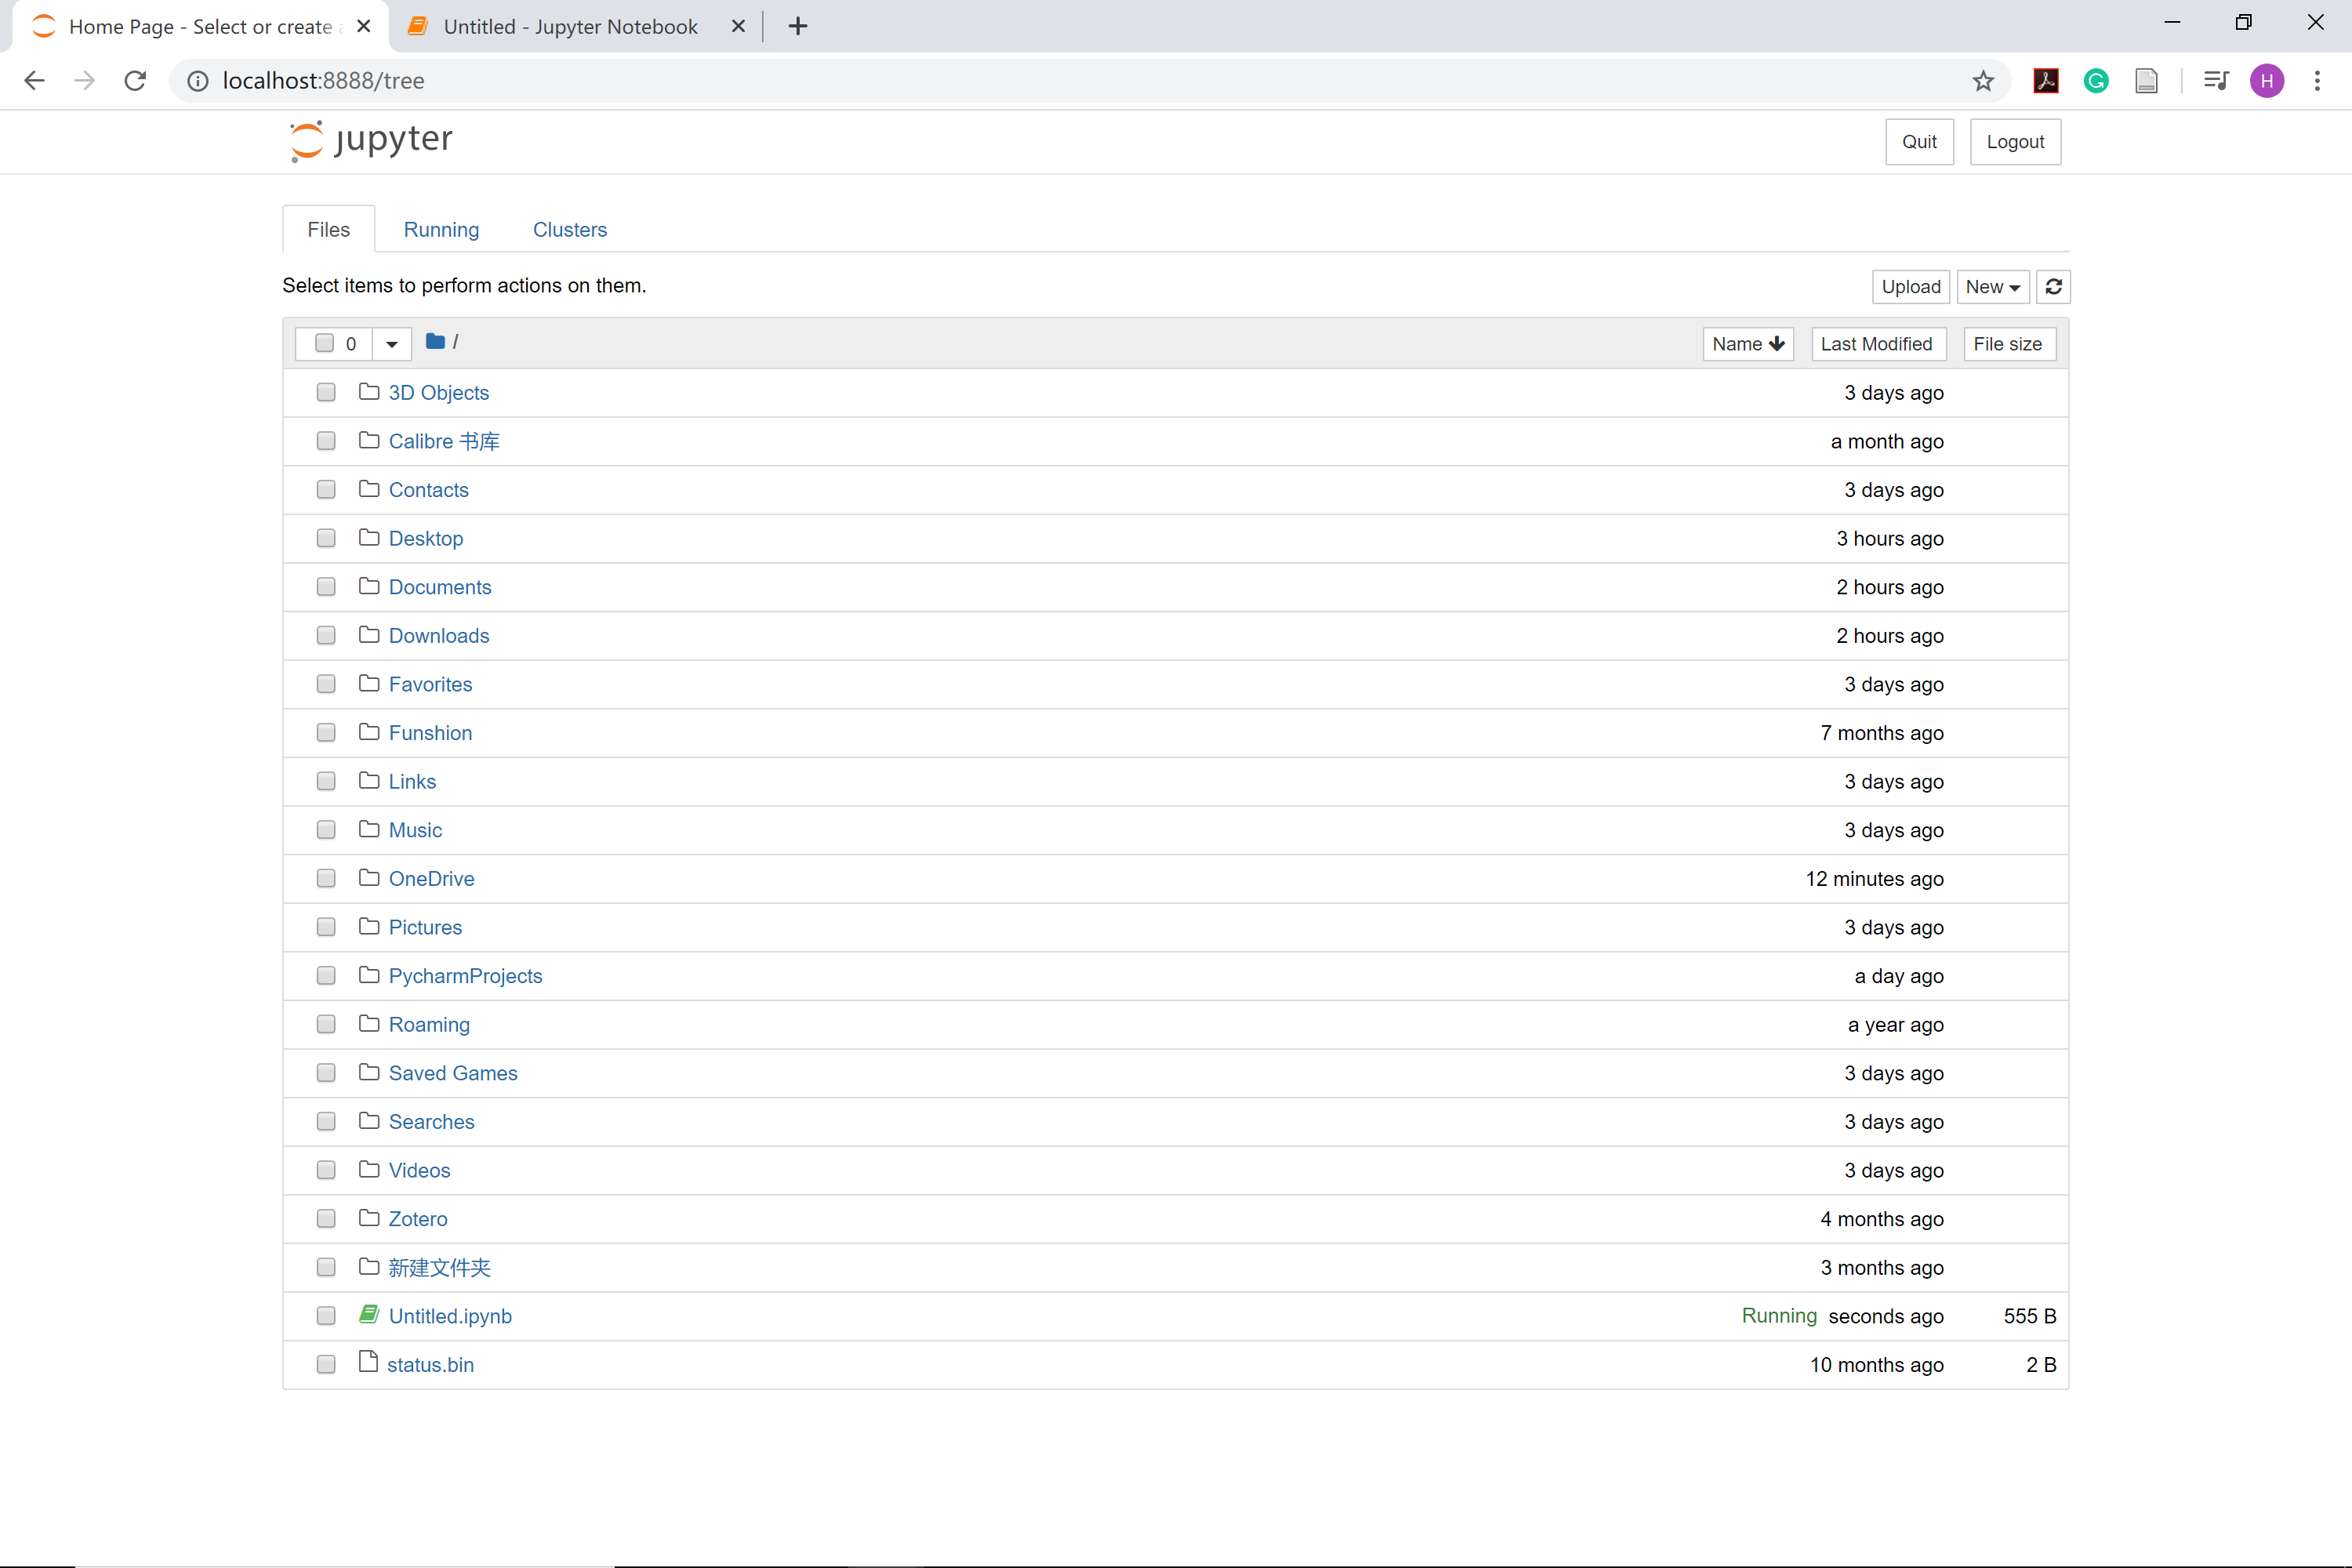 Home Page - Select or create
Untitled - Jupyter Notebook
localhost:8888/tree
H
jupyter
Quit
Logout
Files
Running
Clusters
Select items to perform actions on them.
Upload
New
0
/
Name
Last Modified
File size
3D Objects 3 days ago
Calibre 书库 a month ago
Contacts 3 days ago
Desktop 3 hours ago
Documents 2 hours ago
Downloads 2 hours ago
Favorites 3 days ago
Funshion 7 months ago
Links 3 days ago
Music 3 days ago
OneDrive 12 minutes ago
Pictures 3 days ago
PycharmProjects a day ago
Roaming a year ago
Saved Games 3 days ago
Searches 3 days ago
Videos 3 days ago
Zotero 4 months ago
新建文件夹 3 months ago
Untitled.ipynb Running seconds ago 555 B
status.bin 10 months ago 2 B